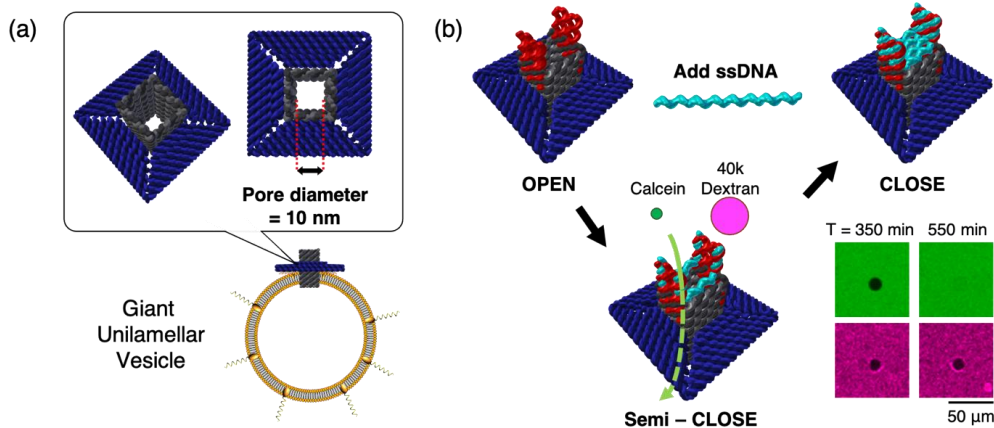 (a)
Pore diameter
= 10 nm
Giant
Unilamellar
Vesicle
(b)
Add ssDNA
OPEN
CLOSE
Calcein
40k
Dextran
Semi – CLOSE
T = 350 min
550 min
50 μm